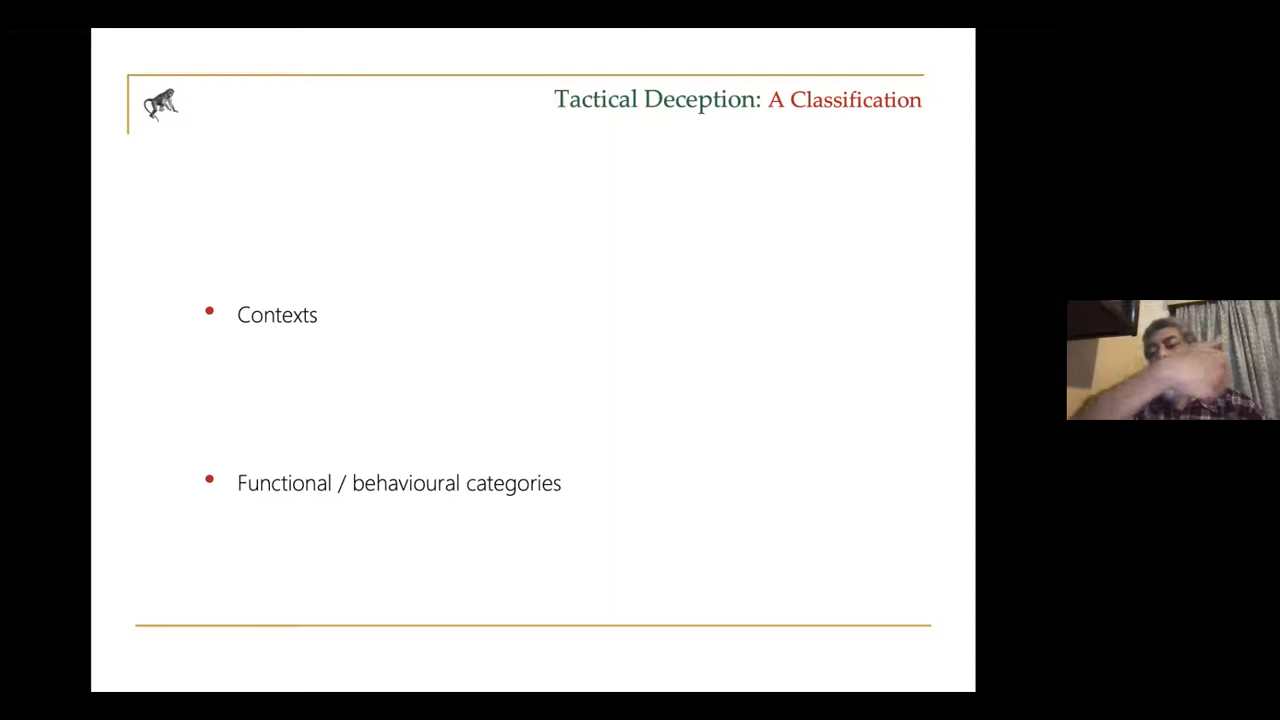 Tactical Deception: A Classification
• Contexts
• Functional / behavioural categories